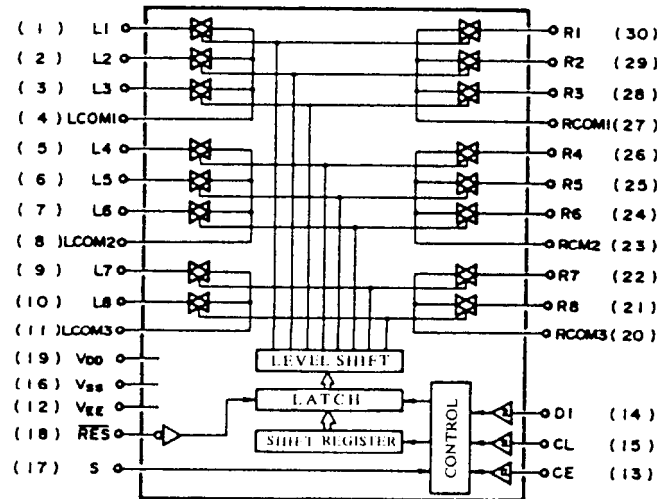 ( 1 ) L1 R1 (30)
( 2 ) L2 R2 (29)
( 3 ) L3 R3 (28)
( 4 ) LCOM1 RCOM1 (27)
( 5 ) L4 R4 (26)
( 6 ) L5 R5 (25)
( 7 ) L6 R6 (24)
( 8 ) LCOM2 RCM2 (23)
( 9 ) L7 R7 (22)
(10) L8 R8 (21)
(11) LCOM3 RCOM3 (20)
(19) VDD LEVEL SHIFT
(16) Vss
(12) VEE LATCH DI (14)
(18) RES SHIFT REGISTER CONTROL CL (15)
(17) S CE (13)